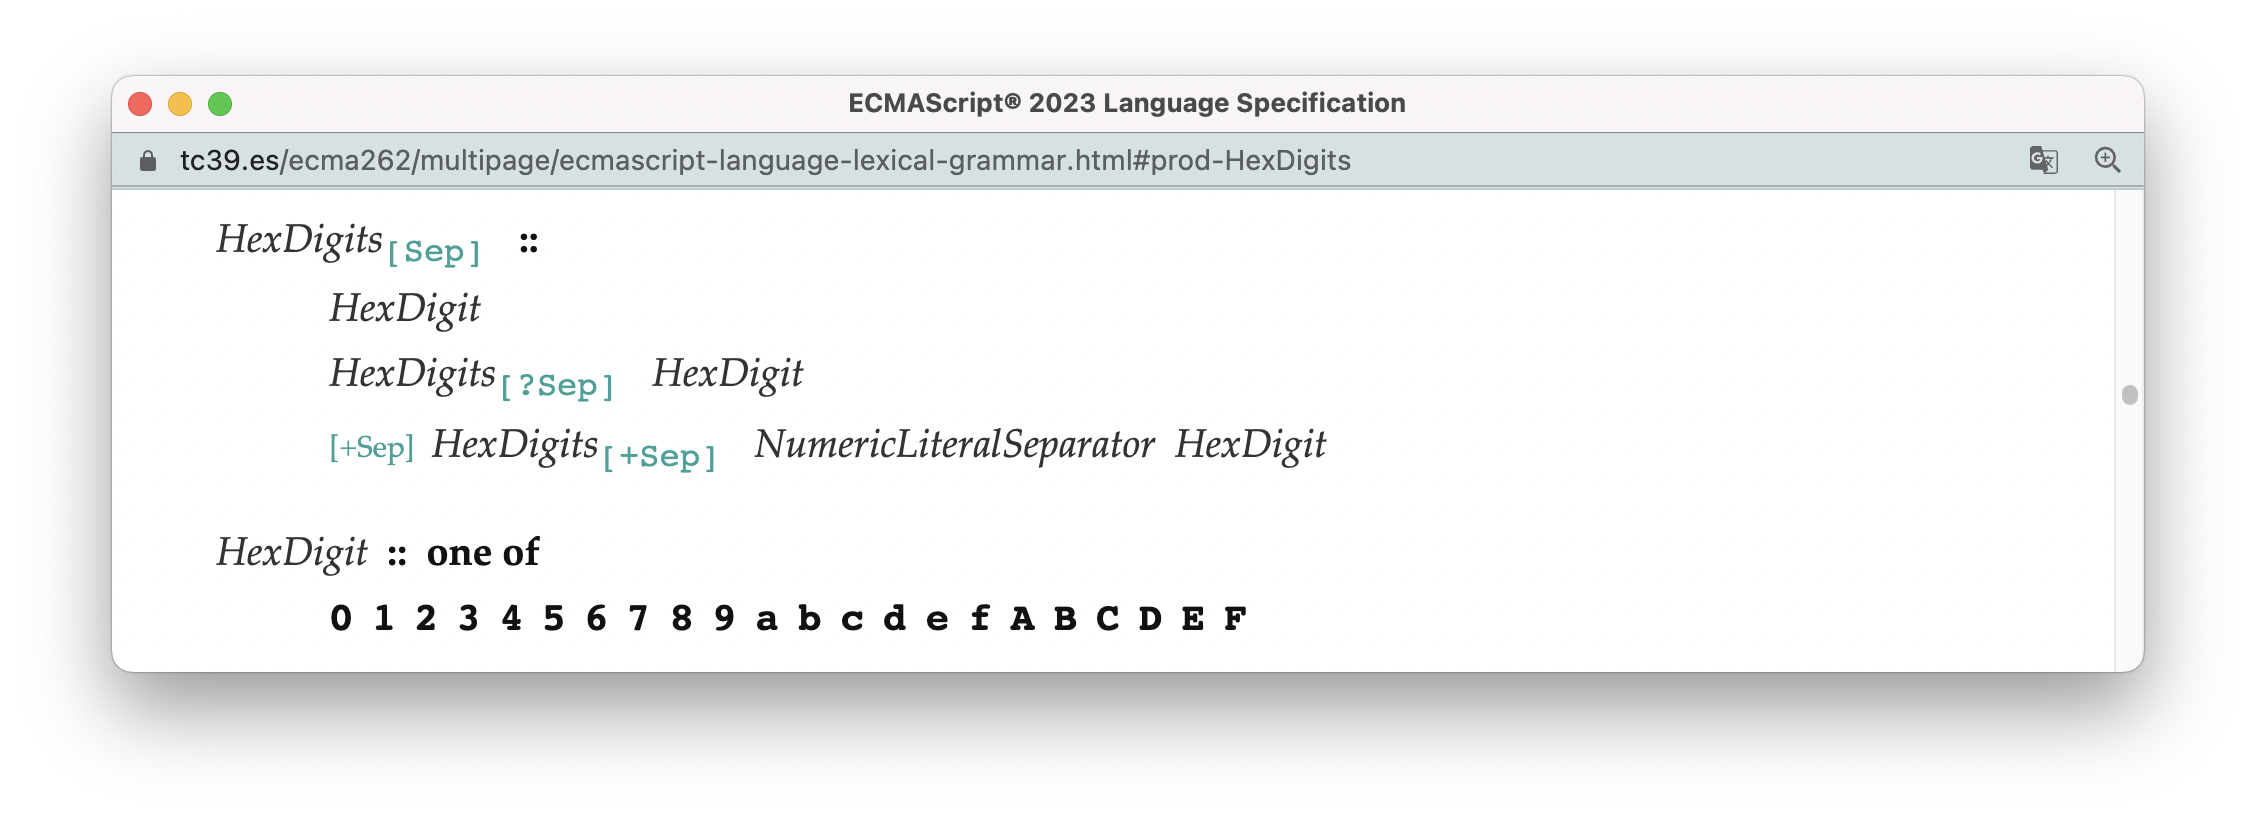 ECMAScript® 2023 Language Specification
tc39.es/ecma262/multipage/ecmascript-language-lexical-grammar.html#prod-HexDigits
HexDigits[Sep] ::
HexDigit
HexDigits[?Sep] HexDigit
[+Sep] HexDigits[+Sep] NumericLiteralSeparator HexDigit
HexDigit :: one of
0 1 2 3 4 5 6 7 8 9 a b c d e f A B C D E F